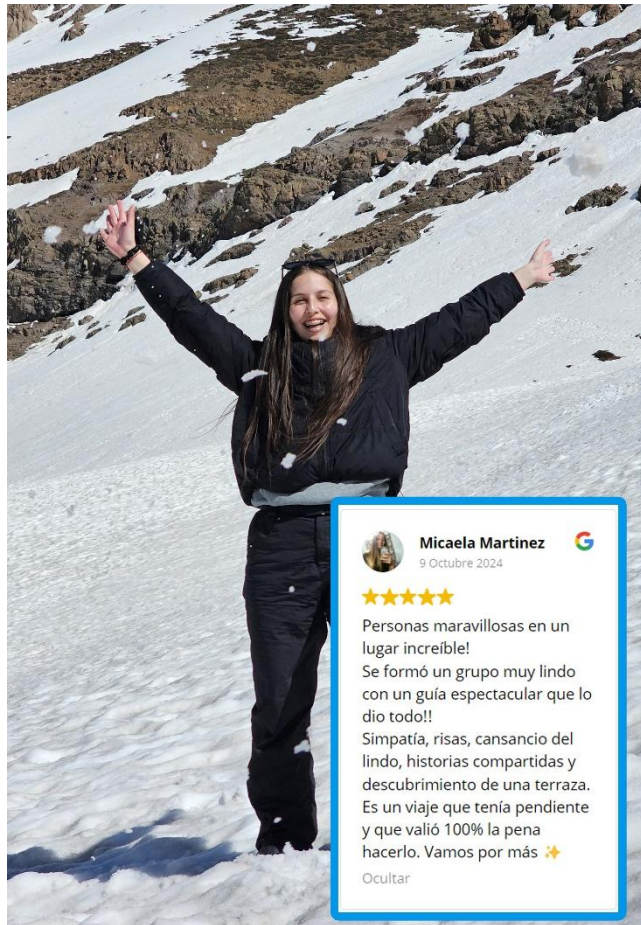 Micaela Martinez
9 Octubre 2024
Personas maravillosas en un
lugar increíble!
Se formó un grupo muy lindo
con un guía espectacular que lo
dio todo!!
Simpatía, risas, cansancio del
lindo, historias compartidas y
descubrimiento de una terraza.
Es un viaje que tenía pendiente
y que valió 100% la pena
hacerlo. Vamos por más ✨
Ocultar